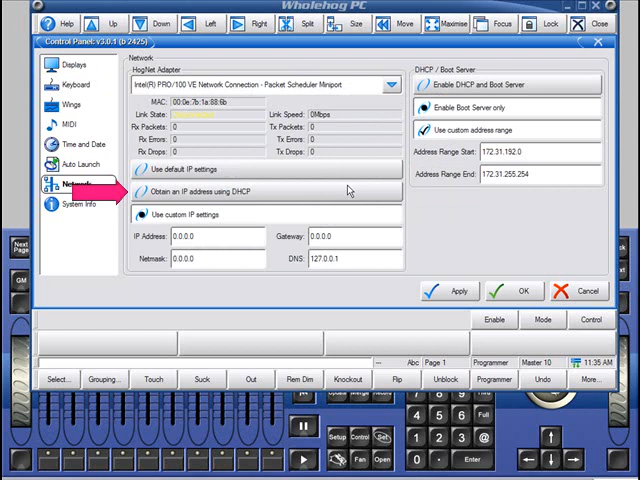 Wholehog PC
Help Up Down Left Right Split Size Move Maximise Focus Lock Close
Control Panel: v3.0.1 (b 2425)
Displays
Keyboard
Wings
MIDI
Time and Date
Auto Launch
System Info
Network
HogNet Adapter
Intel(R) PRO/100 VE Network Connection - Packet Scheduler Miniport
MAC: 00:0e:7b:1a:88:6b
Link State: Link Speed: 0Mbps
Rx Packets: 0 Tx Packets: 0
Rx Errors: 0 Tx Errors: 0
Rx Drops: 0 Tx Drops: 0
Use default IP settings
Obtain an IP address using DHCP
Use custom IP settings
IP Address: 0.0.0.0 Gateway: 0.0.0.0
Netmask: 0.0.0.0 DNS: 127.0.0.1
DHCP / Boot Server
Enable DHCP and Boot Server
Enable Boot Server only
Use custom address range
Address Range Start: 172.31.192.0
Address Range End: 172.31.255.254
Apply OK Cancel
Next Page
GM
Enable Mode Control
Abc Page 1 Programmer Master 10 11:35 AM
Select... Grouping... Touch Suck Out Rem Dim Knockout Flip Unblock Programmer Undo More...
4 5 6 Full
1 2 3 @
0 . Enter
Setup Control Set
Fan Open